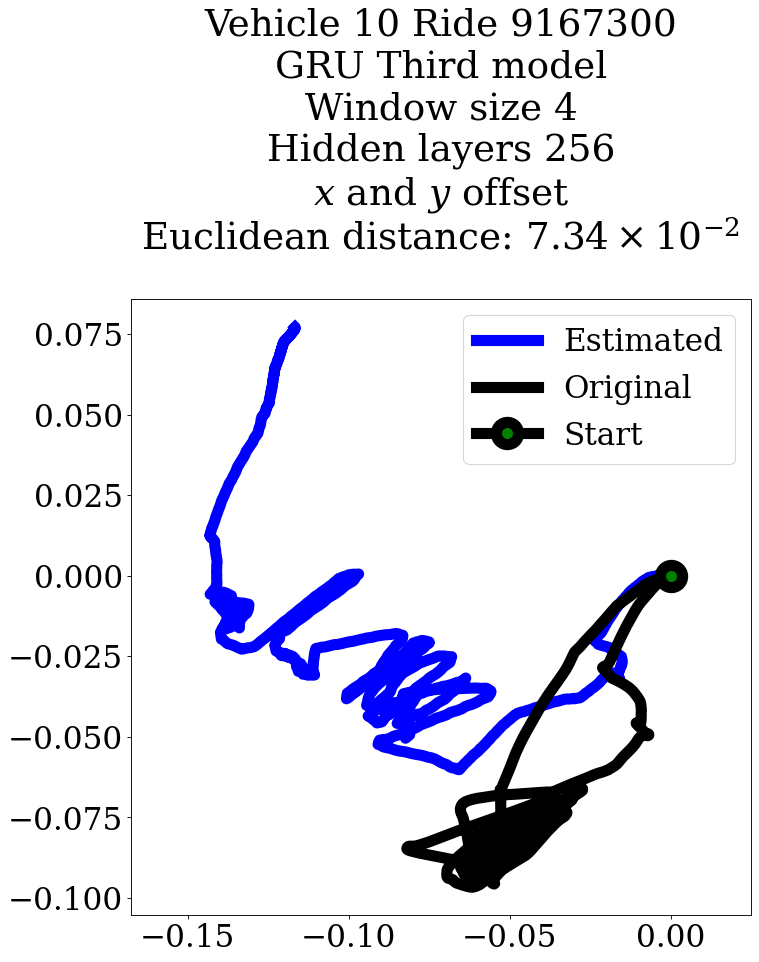 Vehicle 10 Ride 9167300
GRU Third model
Window size 4
Hidden layers 256
x and y offset
Euclidean distance: 7.34 × 10⁻²
Estimated
Original
Start
0.075
0.050
0.025
0.000
−0.025
−0.050
−0.075
−0.100
−0.15 −0.10 −0.05 0.00